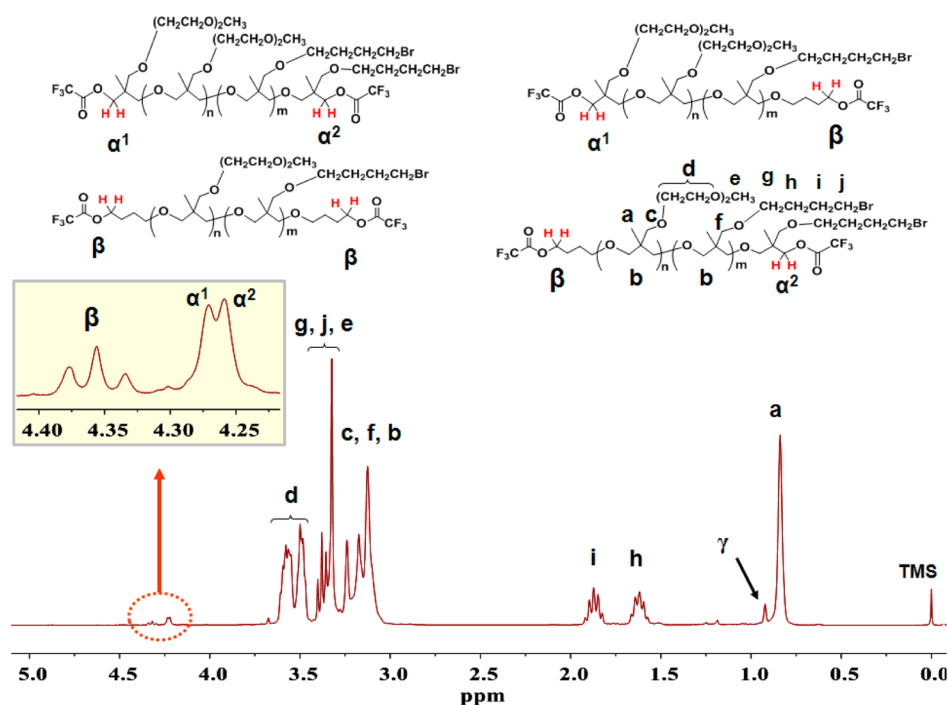 (CH₂CH₂O)₂CH₃
(CH₂CH₂O)₂CH₃
O
O
O–CH₂CH₂CH₂CH₂Br
O–CH₂CH₂CH₂CH₂Br
F₃C
O
O
O
O
O
O
CF₃
O
H H
n
m
H H
α¹
α²
(CH₂CH₂O)₂CH₃
(CH₂CH₂O)₂CH₃
O
O
O–CH₂CH₂CH₂CH₂Br
F₃C
O
O
O
O
O
H H
O
CF₃
O
H H
n
m
α¹
β
(CH₂CH₂O)₂CH₃
O
O–CH₂CH₂CH₂CH₂Br
F₃C
O
O
H H
O
O
O
H H
O
CF₃
O
n
m
β
β
d
e
g
h
i
j
(CH₂CH₂O)₂CH₃
a
c
O
f
O–CH₂CH₂CH₂CH₂Br
O–CH₂CH₂CH₂CH₂Br
F₃C
O
O
H H
O
O
O
O
CF₃
O
n
m
H H
β
b
b
α²
β
α¹
α²
4.40
4.35
4.30
4.25
g, j, e
c, f, b
d
i
h
γ
a
TMS
5.0
4.5
4.0
3.5
3.0
2.5
2.0
1.5
1.0
0.5
0.0
ppm